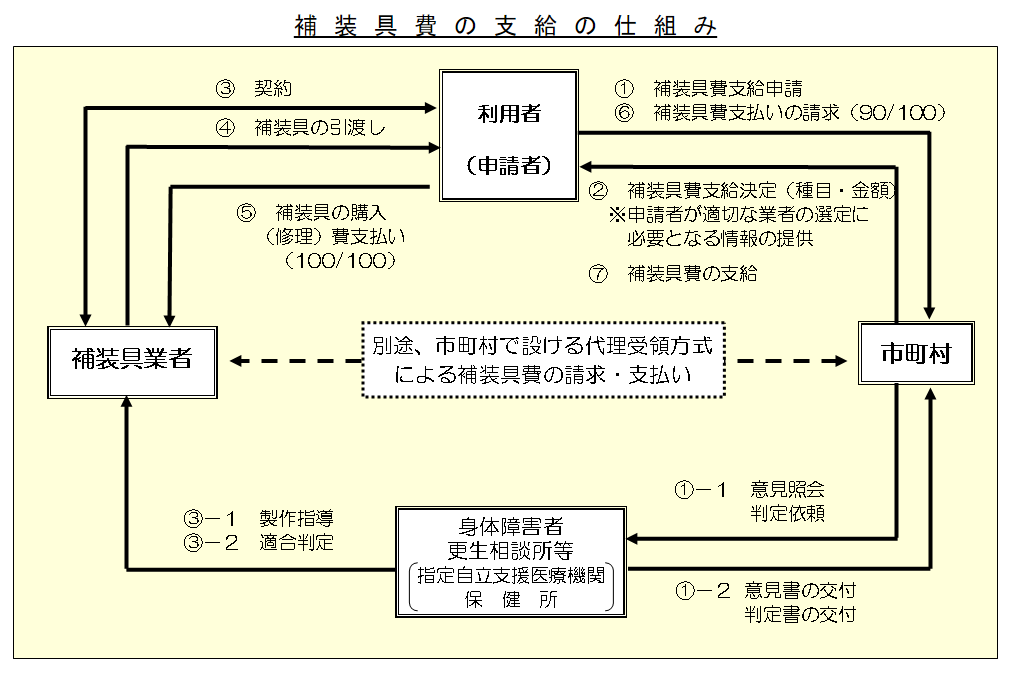 補装具費の支給の仕組み
③　契約
④　補装具の引渡し
⑤　補装具の購入
（修理）費支払い
（100/100）
利用者
（申請者）
①　補装具費支給申請
⑥　補装具費支払いの請求（90/100）
②　補装具費支給決定（種目・金額）
※申請者が適切な業者の選定に
必要となる情報の提供
⑦　補装具費の支給
補装具業者
別途、市町村で設ける代理受領方式
による補装具費の請求・支払い
市町村
③－1　製作指導
③－2　適合判定
身体障害者
更生相談所等
指定自立支援医療機関
保　健　所
①－1　意見照会
判定依頼
①－2　意見書の交付
判定書の交付